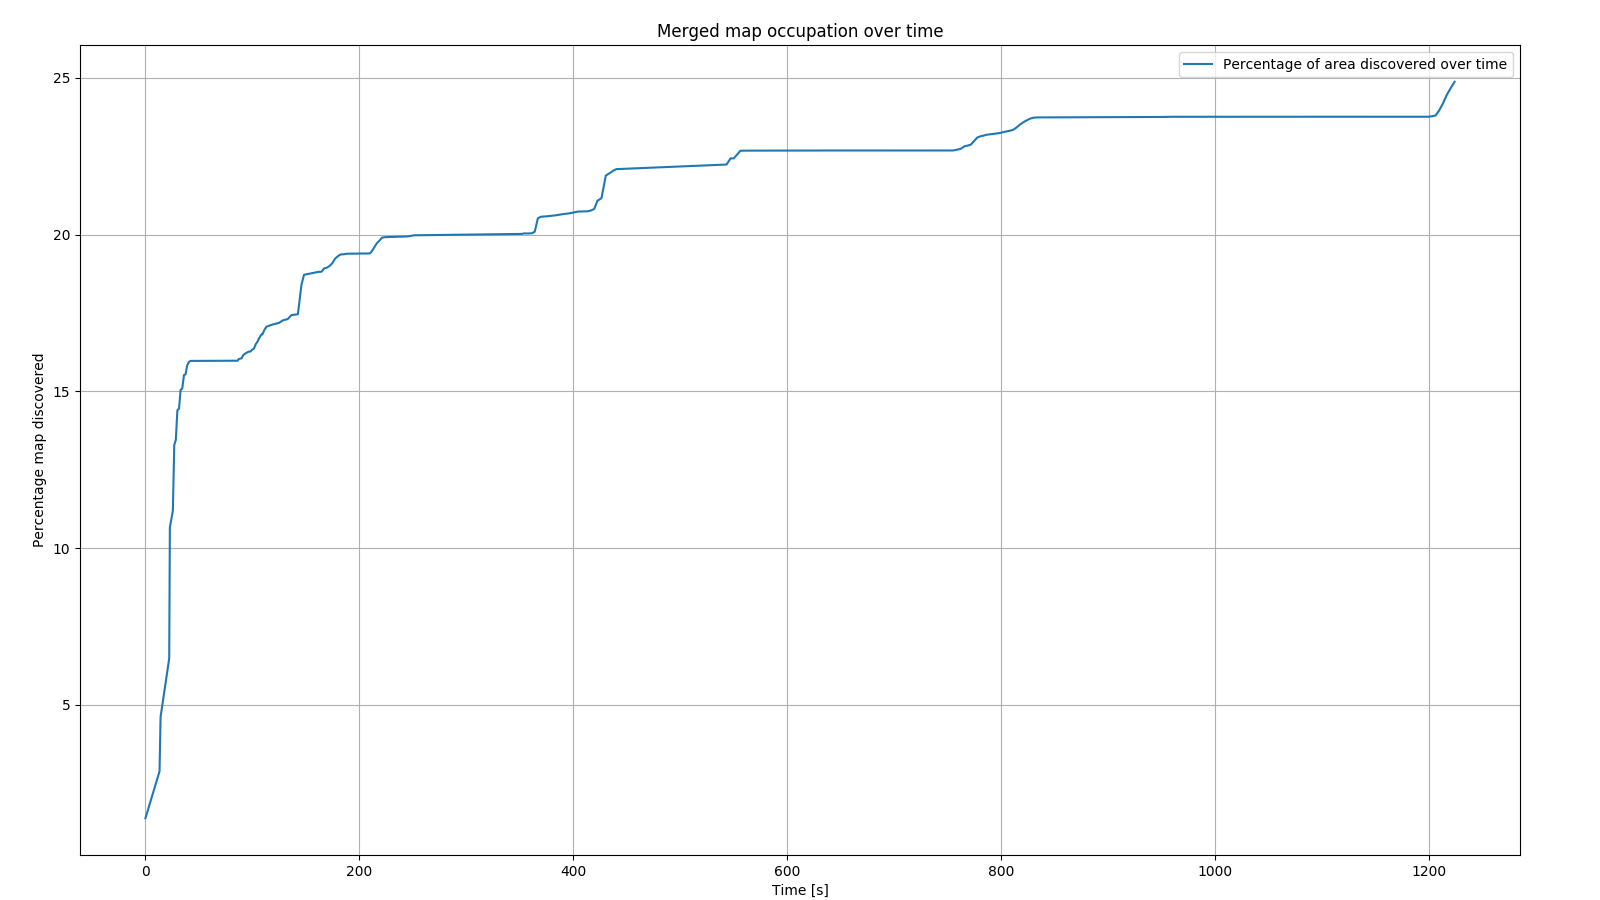 Merged map occupation over time
Percentage of area discovered over time
Percentage map discovered
25
20
15
10
5
0 200 400 600 800 1000 1200
Time [s]